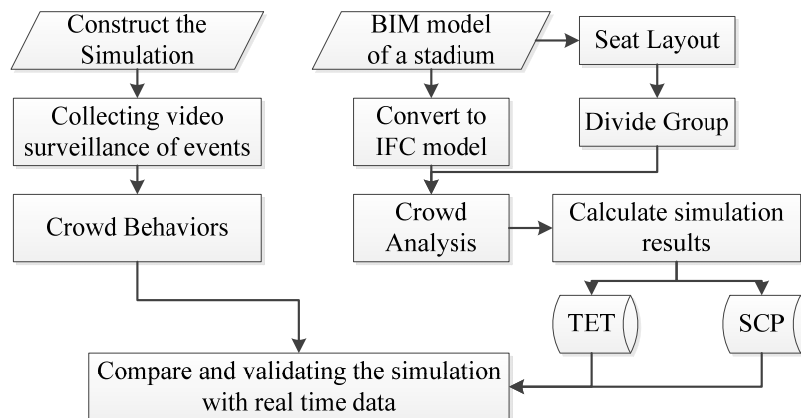 Construct the
Simulation
BIM model
of a stadium
Seat Layout
Collecting video
surveillance of events
Convert to
IFC model
Divide Group
Crowd Behaviors
Crowd
Analysis
Calculate simulation
results
TET
SCP
Compare and validating the simulation
with real time data